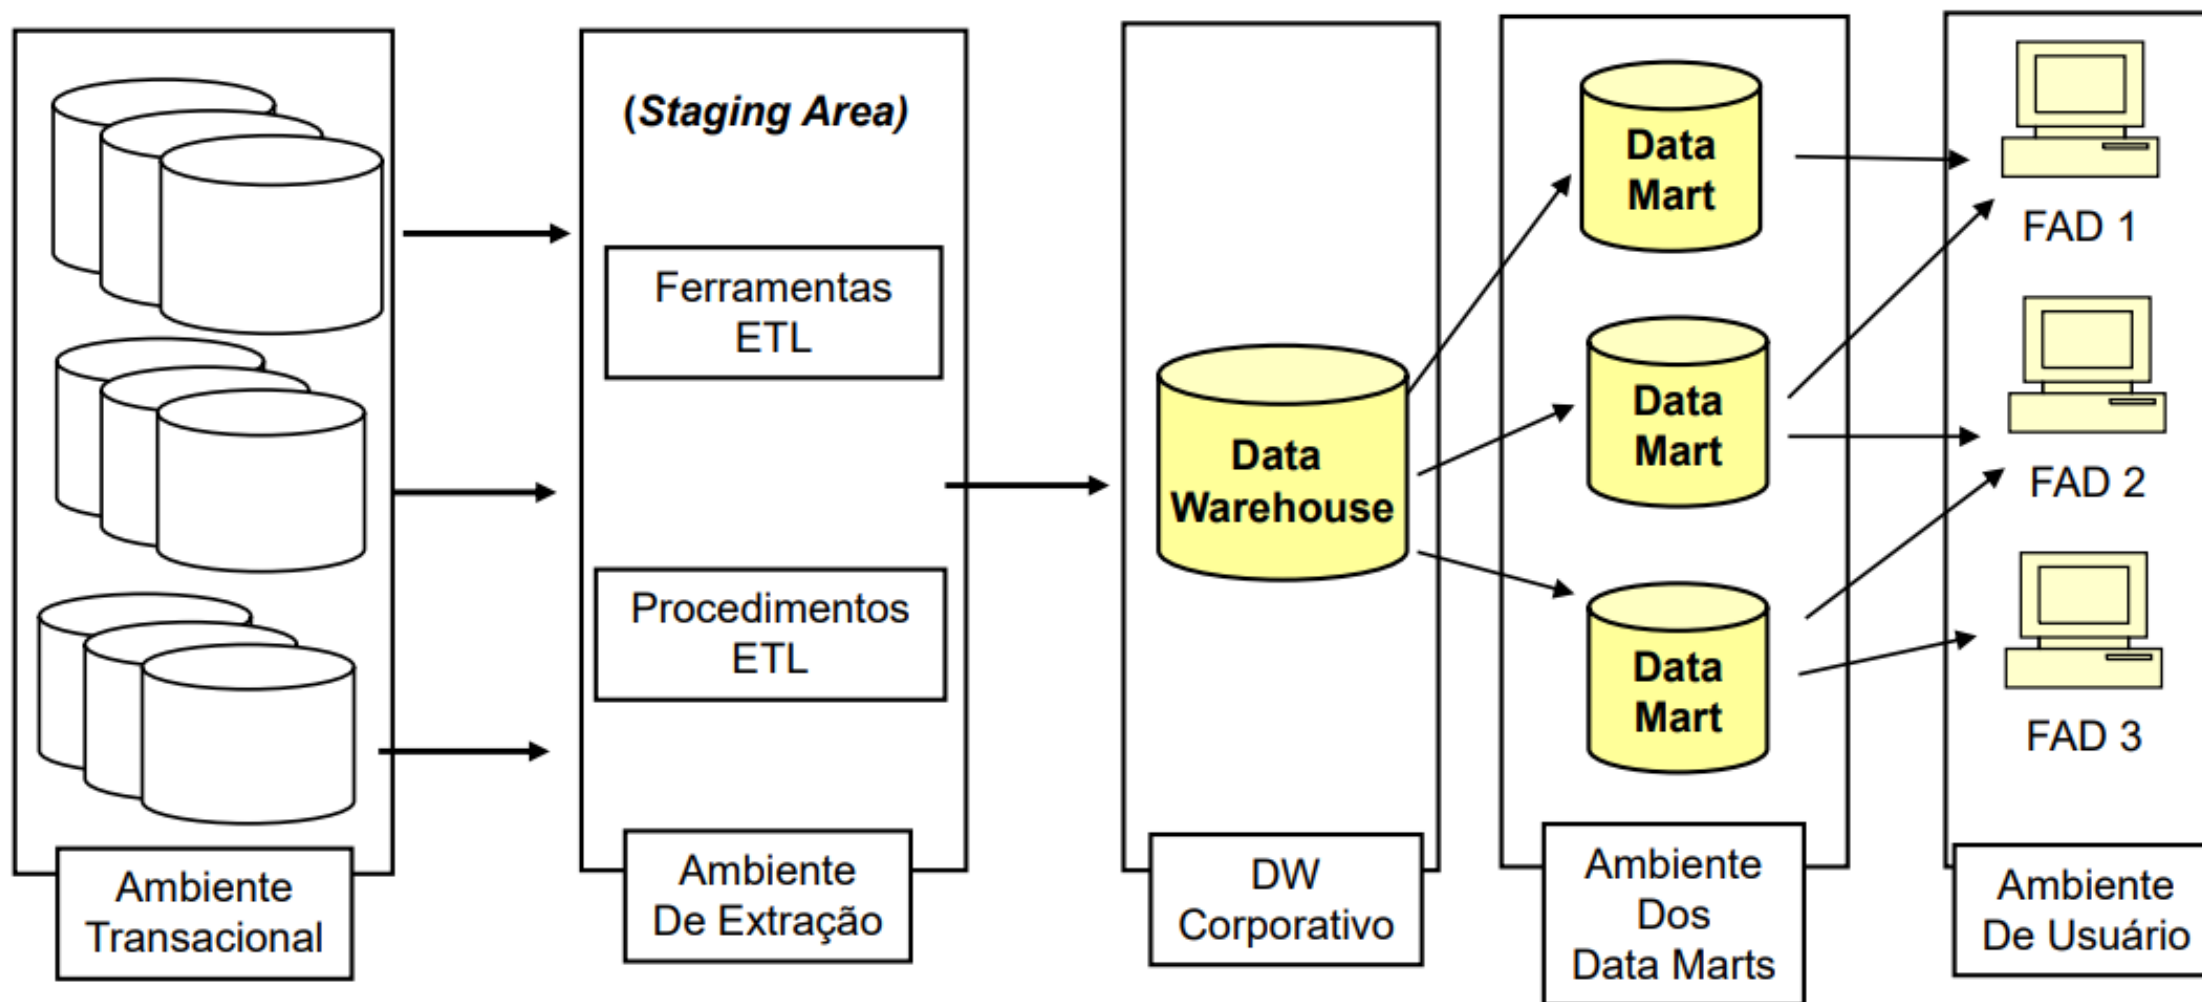 (Staging Area)
Ferramentas
ETL
Procedimentos
ETL
Ambiente
Transacional
Ambiente
De Extração
Data
Warehouse
DW
Corporativo
Data
Mart
Data
Mart
Data
Mart
Ambiente
Dos
Data Marts
FAD 1
FAD 2
FAD 3
Ambiente
De Usuário